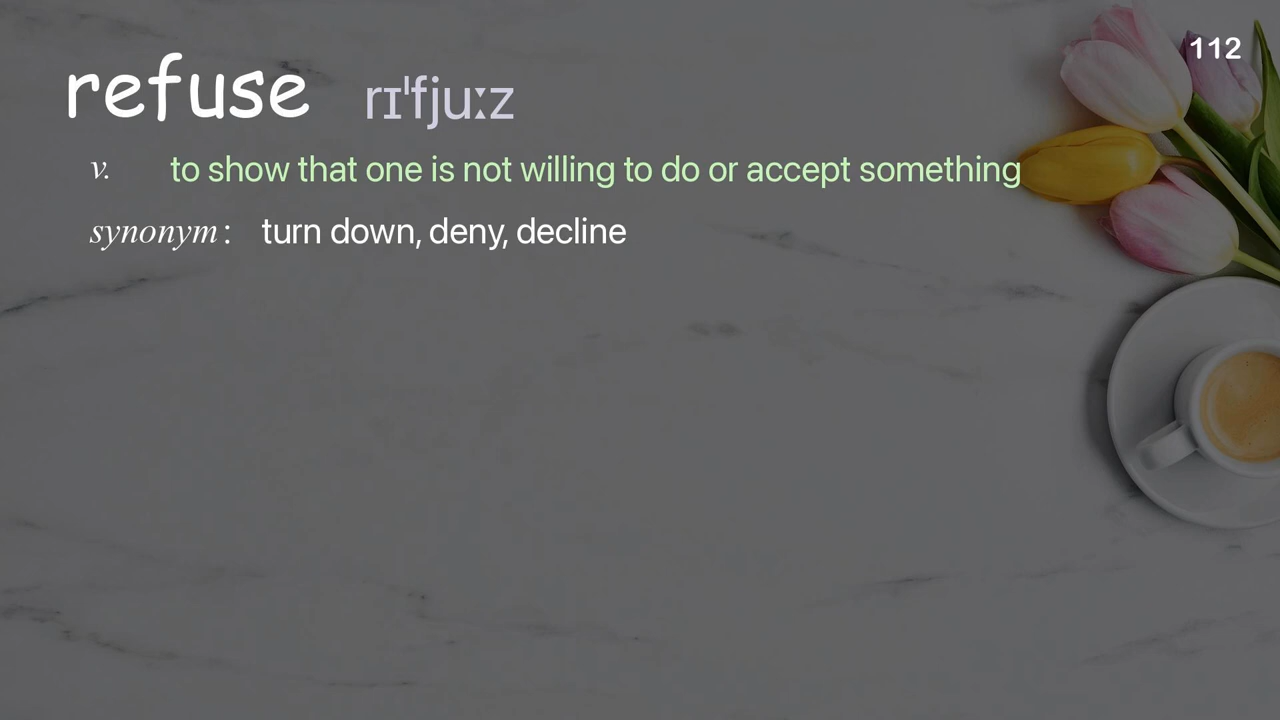 112
refuse rɪˈfjuːz
v. to show that one is not willing to do or accept something
synonym: turn down, deny, decline